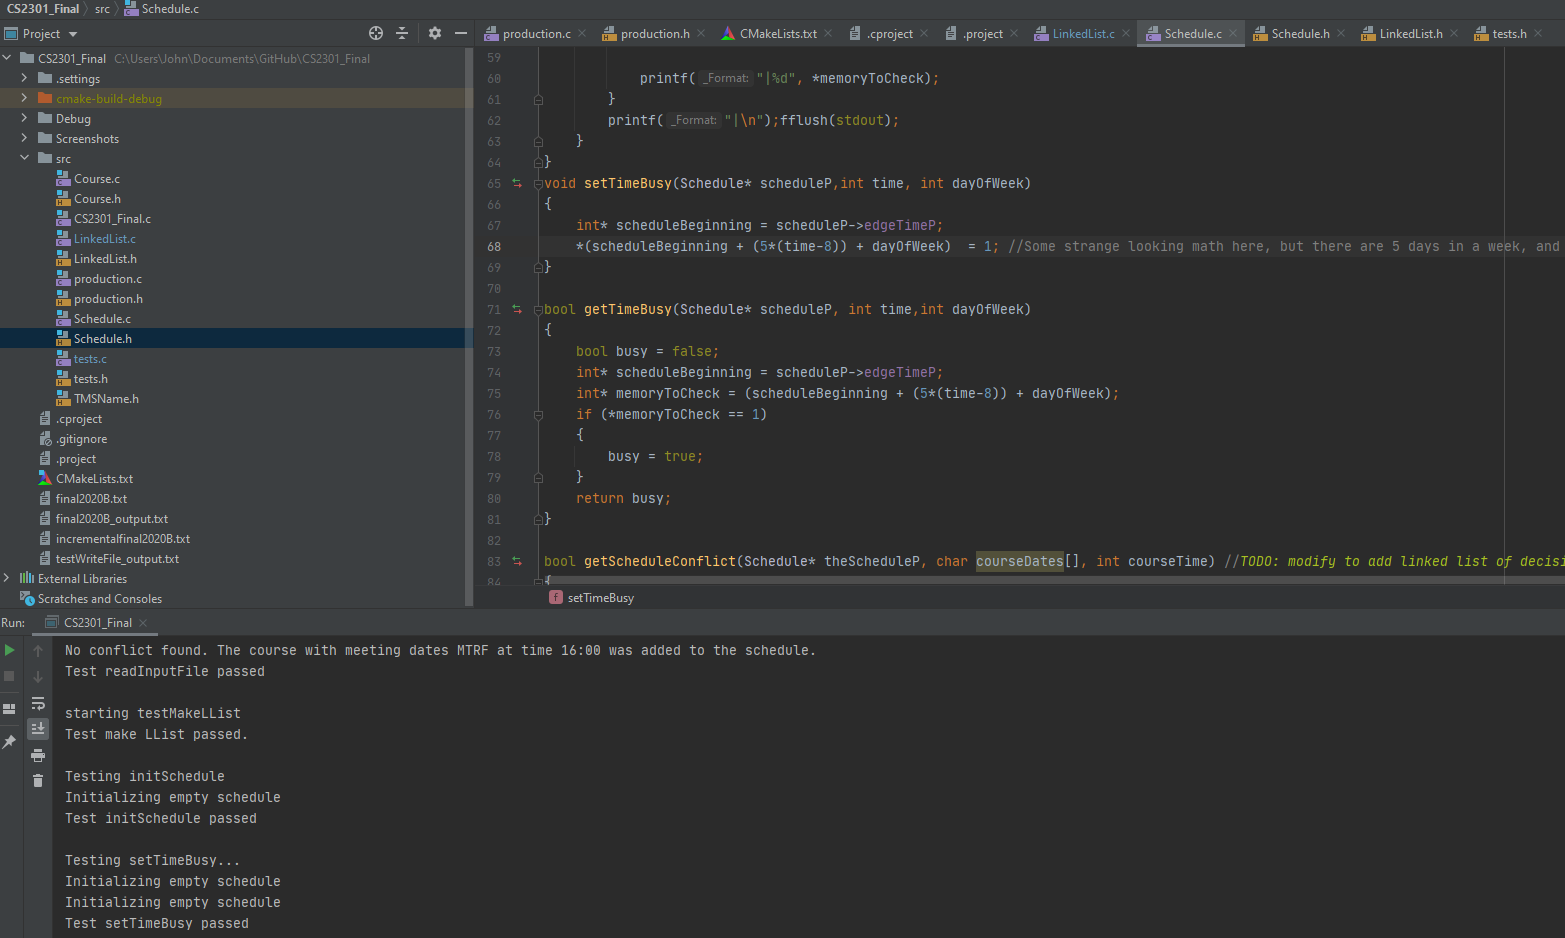 CS2301_Final 〉 src 〉 Schedule.c
Project
production.c production.h CMakeLists.txt .cproject .project LinkedList.c Schedule.c Schedule.h LinkedList.h tests.h
CS2301_Final C:\Users\John\Documents\GitHub\CS2301_Final
.settings
cmake-build-debug
Debug
Screenshots
src
Course.c
Course.h
CS2301_Final.c
LinkedList.c
LinkedList.h
production.c
production.h
Schedule.c
Schedule.h
tests.c
tests.h
TMSName.h
.cproject
.gitignore
.project
CMakeLists.txt
final2020B.txt
final2020B_output.txt
incrementalfinal2020B.txt
testWriteFile_output.txt
External Libraries
Scratches and Consoles
59
60 printf( _Format: "|%d", *memoryToCheck);
61 }
62 printf( _Format: "|\n");fflush(stdout);
63 }
64 }
65 void setTimeBusy(Schedule* scheduleP,int time, int dayOfWeek)
66 {
67 int* scheduleBeginning = scheduleP->edgeTimeP;
68 *(scheduleBeginning + (5*(time-8)) + dayOfWeek)  = 1; //Some strange looking math here, but there are 5 days in a week, and
69 }
70
71 bool getTimeBusy(Schedule* scheduleP, int time,int dayOfWeek)
72 {
73 bool busy = false;
74 int* scheduleBeginning = scheduleP->edgeTimeP;
75 int* memoryToCheck = (scheduleBeginning + (5*(time-8)) + dayOfWeek);
76 if (*memoryToCheck == 1)
77 {
78 busy = true;
79 }
80 return busy;
81 }
82
83 bool getScheduleConflict(Schedule* theScheduleP, char courseDates[], int courseTime) //TODO: modify to add linked list of decisi
84 {
f setTimeBusy
Run: CS2301_Final
No conflict found. The course with meeting dates MTRF at time 16:00 was added to the schedule.
Test readInputFile passed
starting testMakeLList
Test make LList passed.
Testing initSchedule
Initializing empty schedule
Test initSchedule passed
Testing setTimeBusy...
Initializing empty schedule
Initializing empty schedule
Test setTimeBusy passed